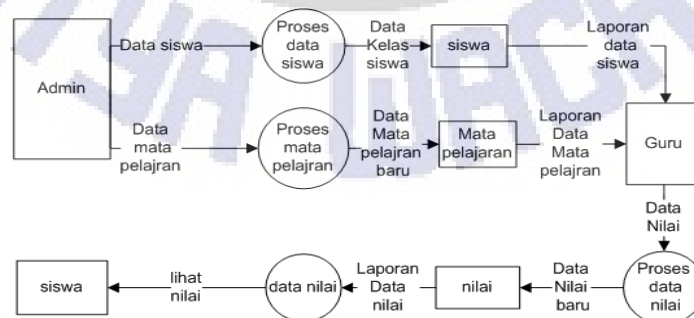 Admin
Data siswa
Proses
data
siswa
Data
Kelas
siswa
siswa
Laporan
data
siswa
Data
mata
pelajran
Proses
mata
pelajran
Data
Mata
pelajran
baru
Mata
pelajaran
Laporan
Data
Mata
pelajran
Guru
Data
Nilai
Proses
data
nilai
Data
Nilai
baru
nilai
Laporan
Data
nilai
data nilai
lihat
nilai
siswa